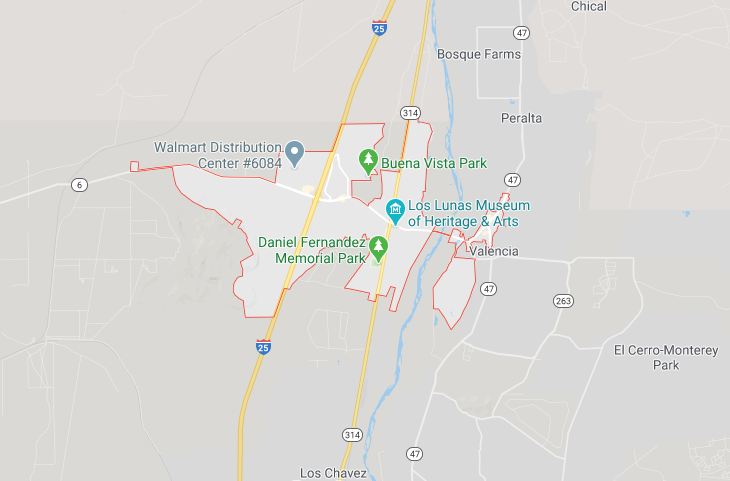 Chical
25
47
Bosque Farms
314
Peralta
Walmart Distribution
Center #6084
Buena Vista Park
6
47
Los Lunas Museum
of Heritage & Arts
Daniel Fernandez
Memorial Park
Valencia
47
263
25
El Cerro-Monterey
Park
314
47
Los Chavez